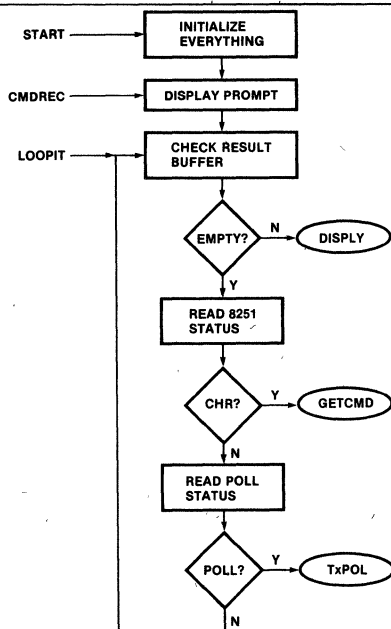 START
INITIALIZE
EVERYTHING
CMDREC
DISPLAY PROMPT
LOOPIT
CHECK RESULT
BUFFER
EMPTY?
N
DISPLY
Y
READ 8251
STATUS
CHR?
Y
GETCMD
N
READ POLL
STATUS
POLL?
Y
TxPOL
N